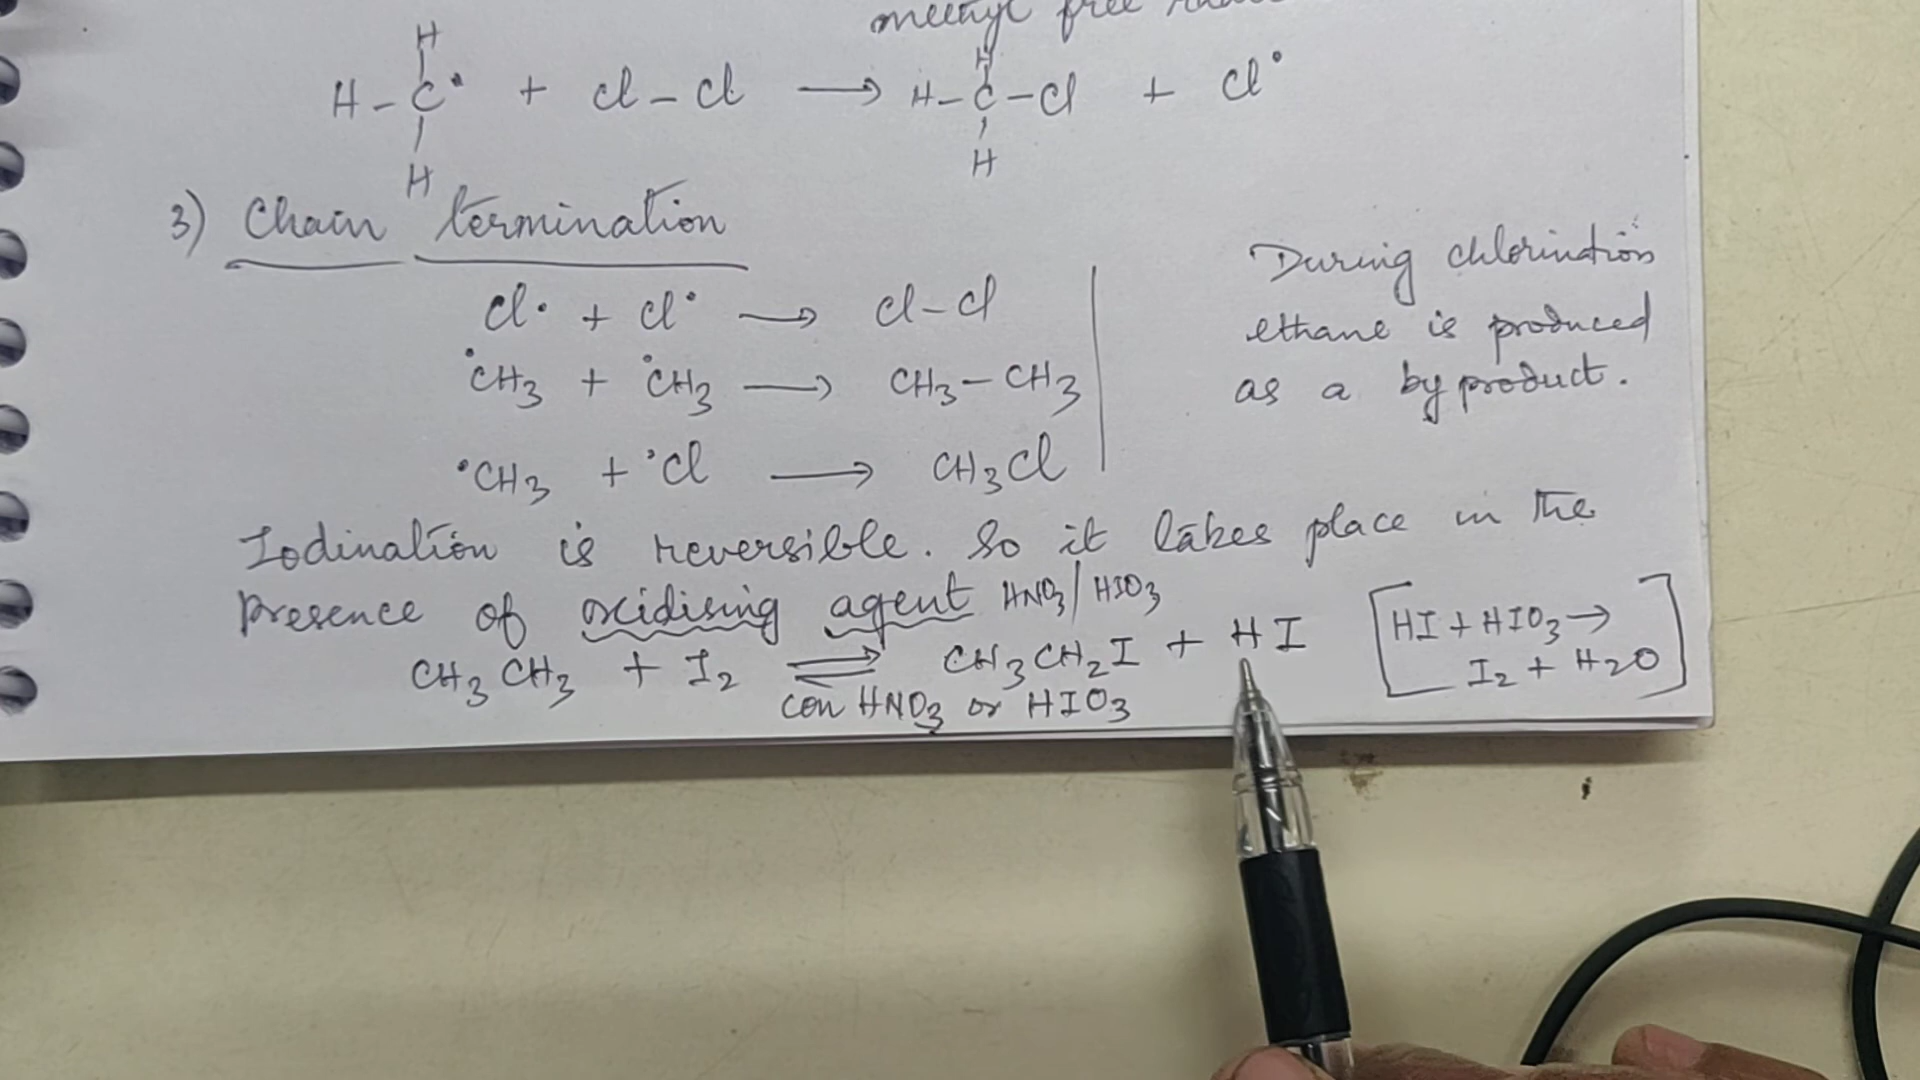 methyl free
H H
H - C• + Cl - Cl ⟶ H - C - Cl + Cl•
H H
3) Chain termination
Cl• + Cl• ⟶ Cl-Cl
•CH3 + •CH3 ⟶ CH3 - CH3
•CH3 + •Cl ⟶ CH3Cl
During chlorination
ethane is produced
as a by product.
Iodination is reversible. So it takes place in the
presence of oxidising agent HNO3/HIO3
CH3CH3 + I2 ⇌ CH3CH2I + HI
con HNO3 or HIO3
[HI + HIO3 →
I2 + H2O]